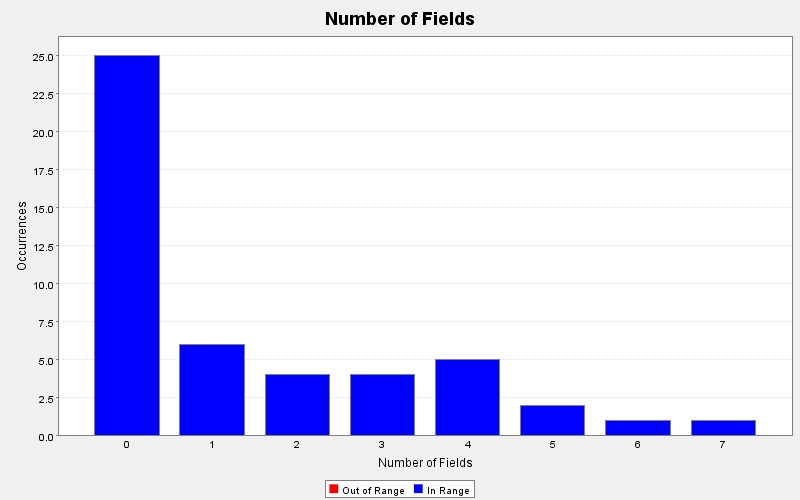 Number of Fields
Occurrences
25.0
22.5
20.0
17.5
15.0
12.5
10.0
7.5
5.0
2.5
0.0
0 1 2 3 4 5 6 7
Number of Fields
Out of Range In Range